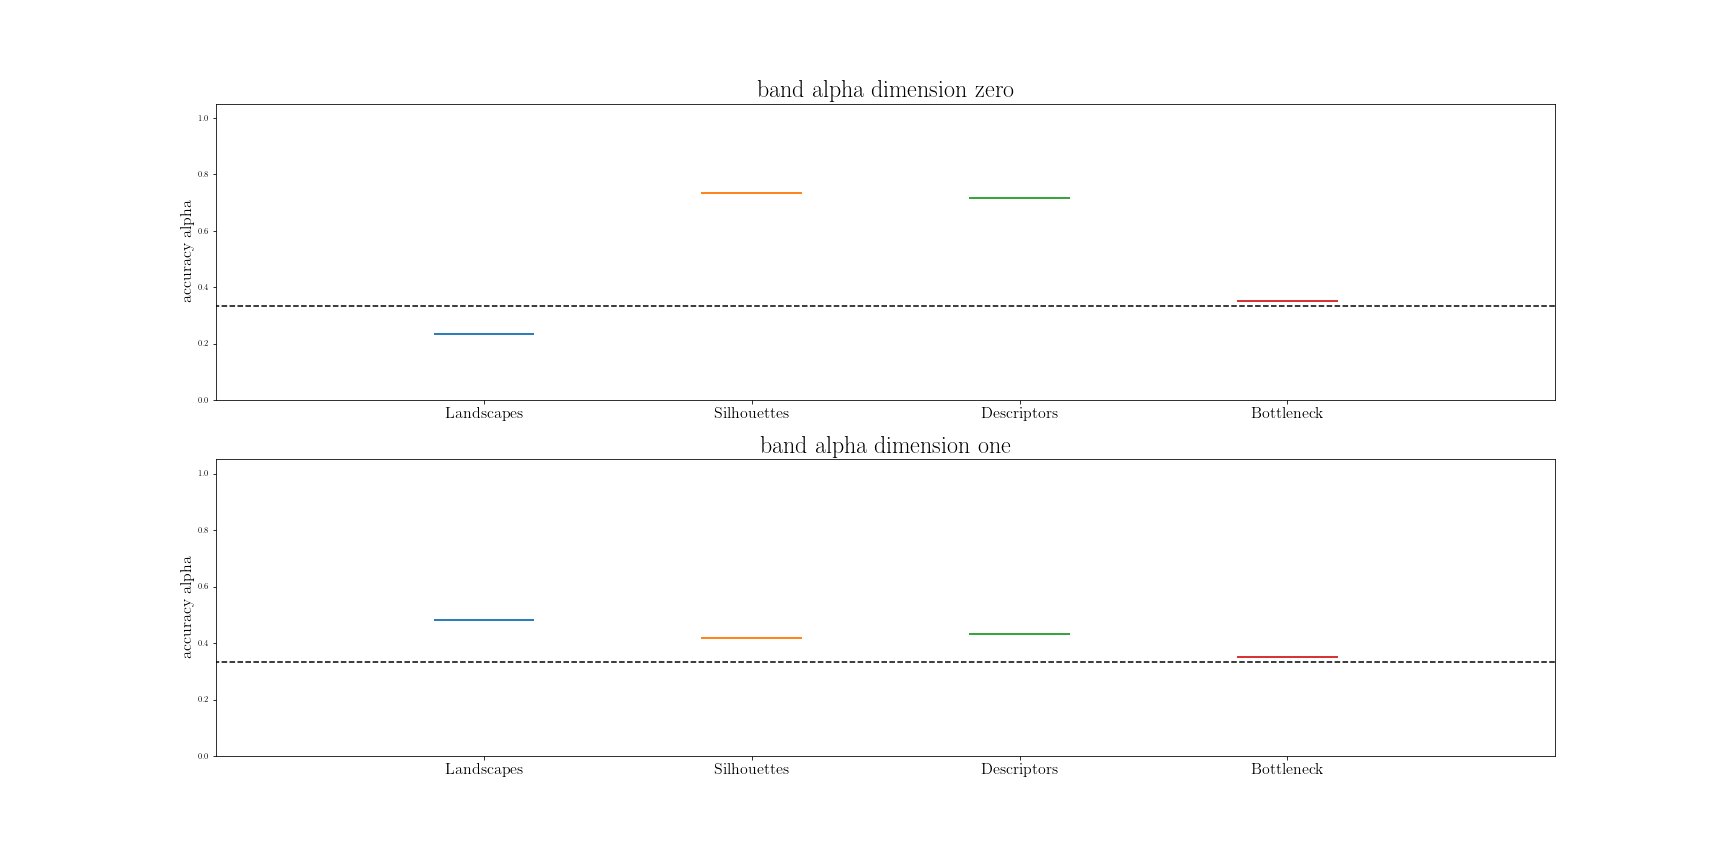 band alpha dimension zero
1.0
0.8
0.6
0.4
0.2
0.0
accuracy alpha
Landscapes Silhouettes Descriptors Bottleneck
band alpha dimension one
1.0
0.8
0.6
0.4
0.2
0.0
accuracy alpha
Landscapes Silhouettes Descriptors Bottleneck